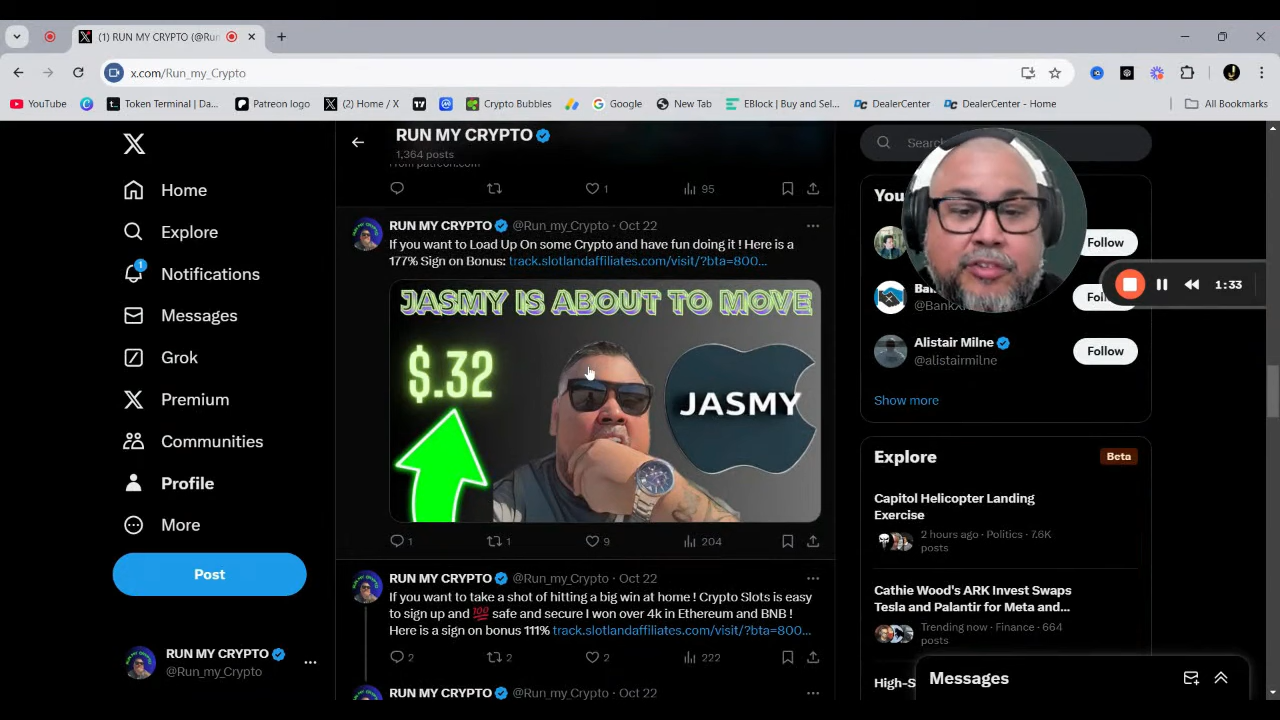 (1) RUN MY CRYPTO (@Run
x.com/Run_my_Crypto
YouTube
Token Terminal | Da...
Patreon logo
(2) Home / X
Crypto Bubbles
Google
New Tab
EBlock | Buy and Sel...
DealerCenter
DealerCenter - Home
All Bookmarks
RUN MY CRYPTO
1,364 posts
Home
Explore
1
Notifications
Messages
Grok
Premium
Communities
Profile
More
Post
RUN MY CRYPTO
@Run_my_Crypto
From patreon.com
1
95
RUN MY CRYPTO @Run_my_Crypto · Oct 22
If you want to Load Up On some Crypto and have fun doing it ! Here is a
177% Sign on Bonus: track.slotlandaffiliates.com/visit/?bta=800...
JASMY IS ABOUT TO MOVE
$.32
JASMY
1
1
9
204
RUN MY CRYPTO @Run_my_Crypto · Oct 22
If you want to take a shot of hitting a big win at home ! Crypto Slots is easy
to sign up and 💯 safe and secure I won over 4k in Ethereum and BNB !
Here is a sign on bonus 111% track.slotlandaffiliates.com/visit/?bta=800...
2
2
2
222
RUN MY CRYPTO @Run_my_Crypto · Oct 22
Follow
Alistair Milne
@alistairmilne
Follow
Show more
1:33
Explore
Beta
Capitol Helicopter Landing
Exercise
2 hours ago · Politics · 7.6K
posts
Cathie Wood's ARK Invest Swaps
Tesla and Palantir for Meta and...
Trending now · Finance · 664
posts
Messages